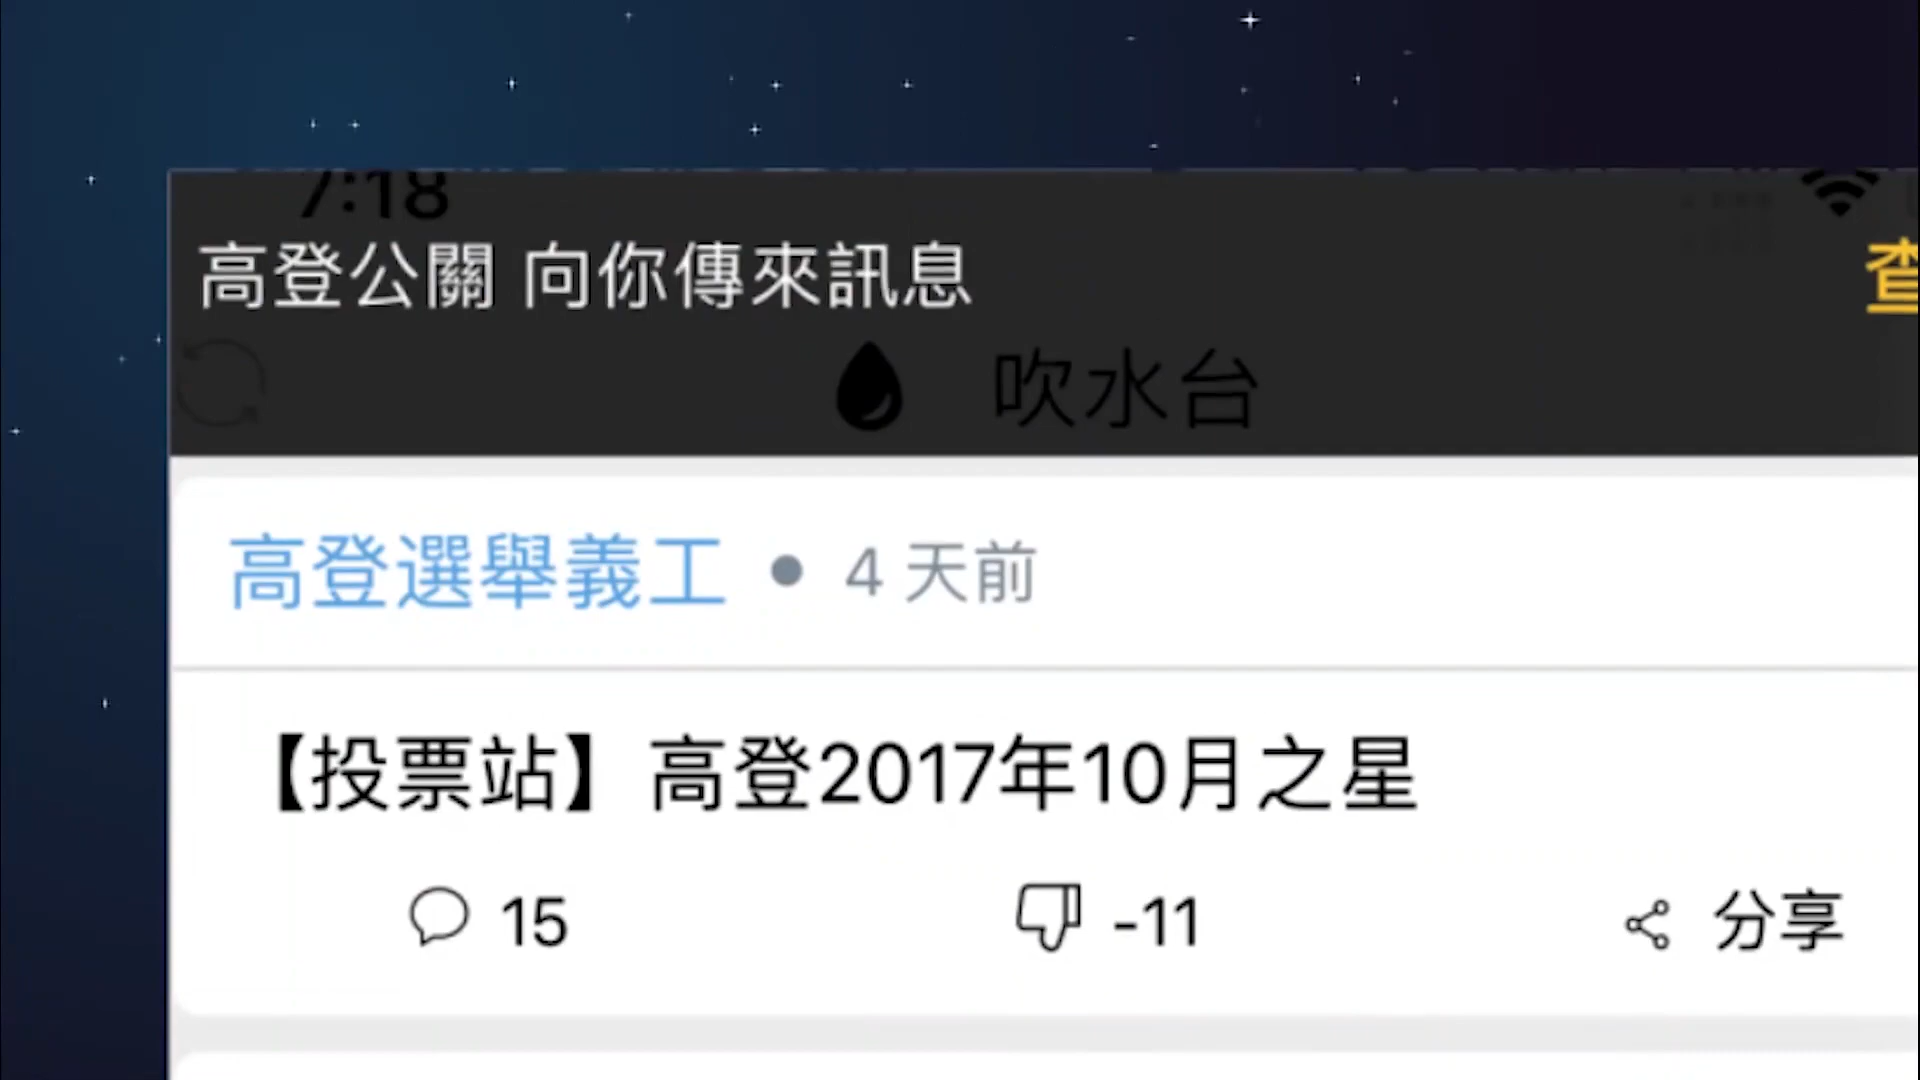 7:18
高登公關 向你傳來訊息
查
吹水台
高登選舉義工 • 4 天前
【投票站】高登2017年10月之星
15 -11 分享